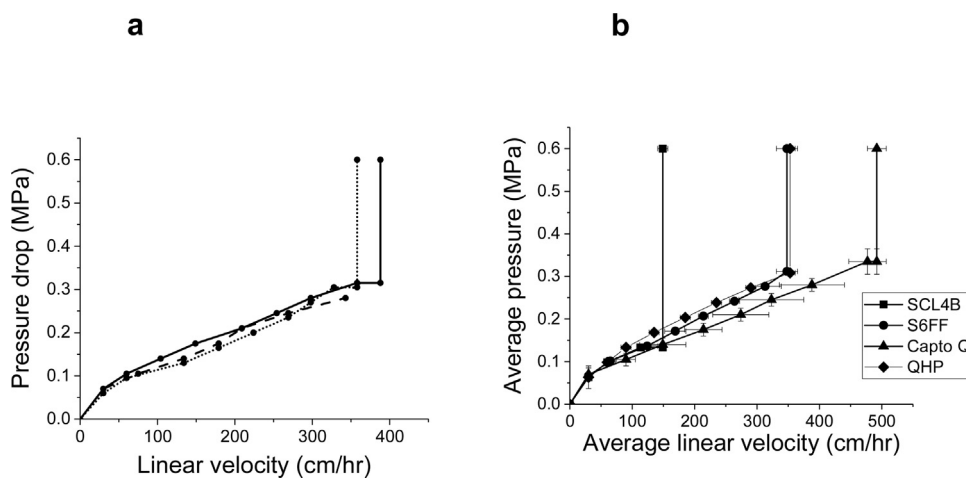 a
0.6
0.5
0.4
0.3
0.2
0.1
0.0
Pressure drop (MPa)
0 100 200 300 400
Linear velocity (cm/hr)
b
0.6
0.5
0.4
0.3
0.2
0.1
0.0
Average pressure (MPa)
0 100 200 300 400 500
Average linear velocity (cm/hr)
SCL4B
S6FF
Capto Q
QHP